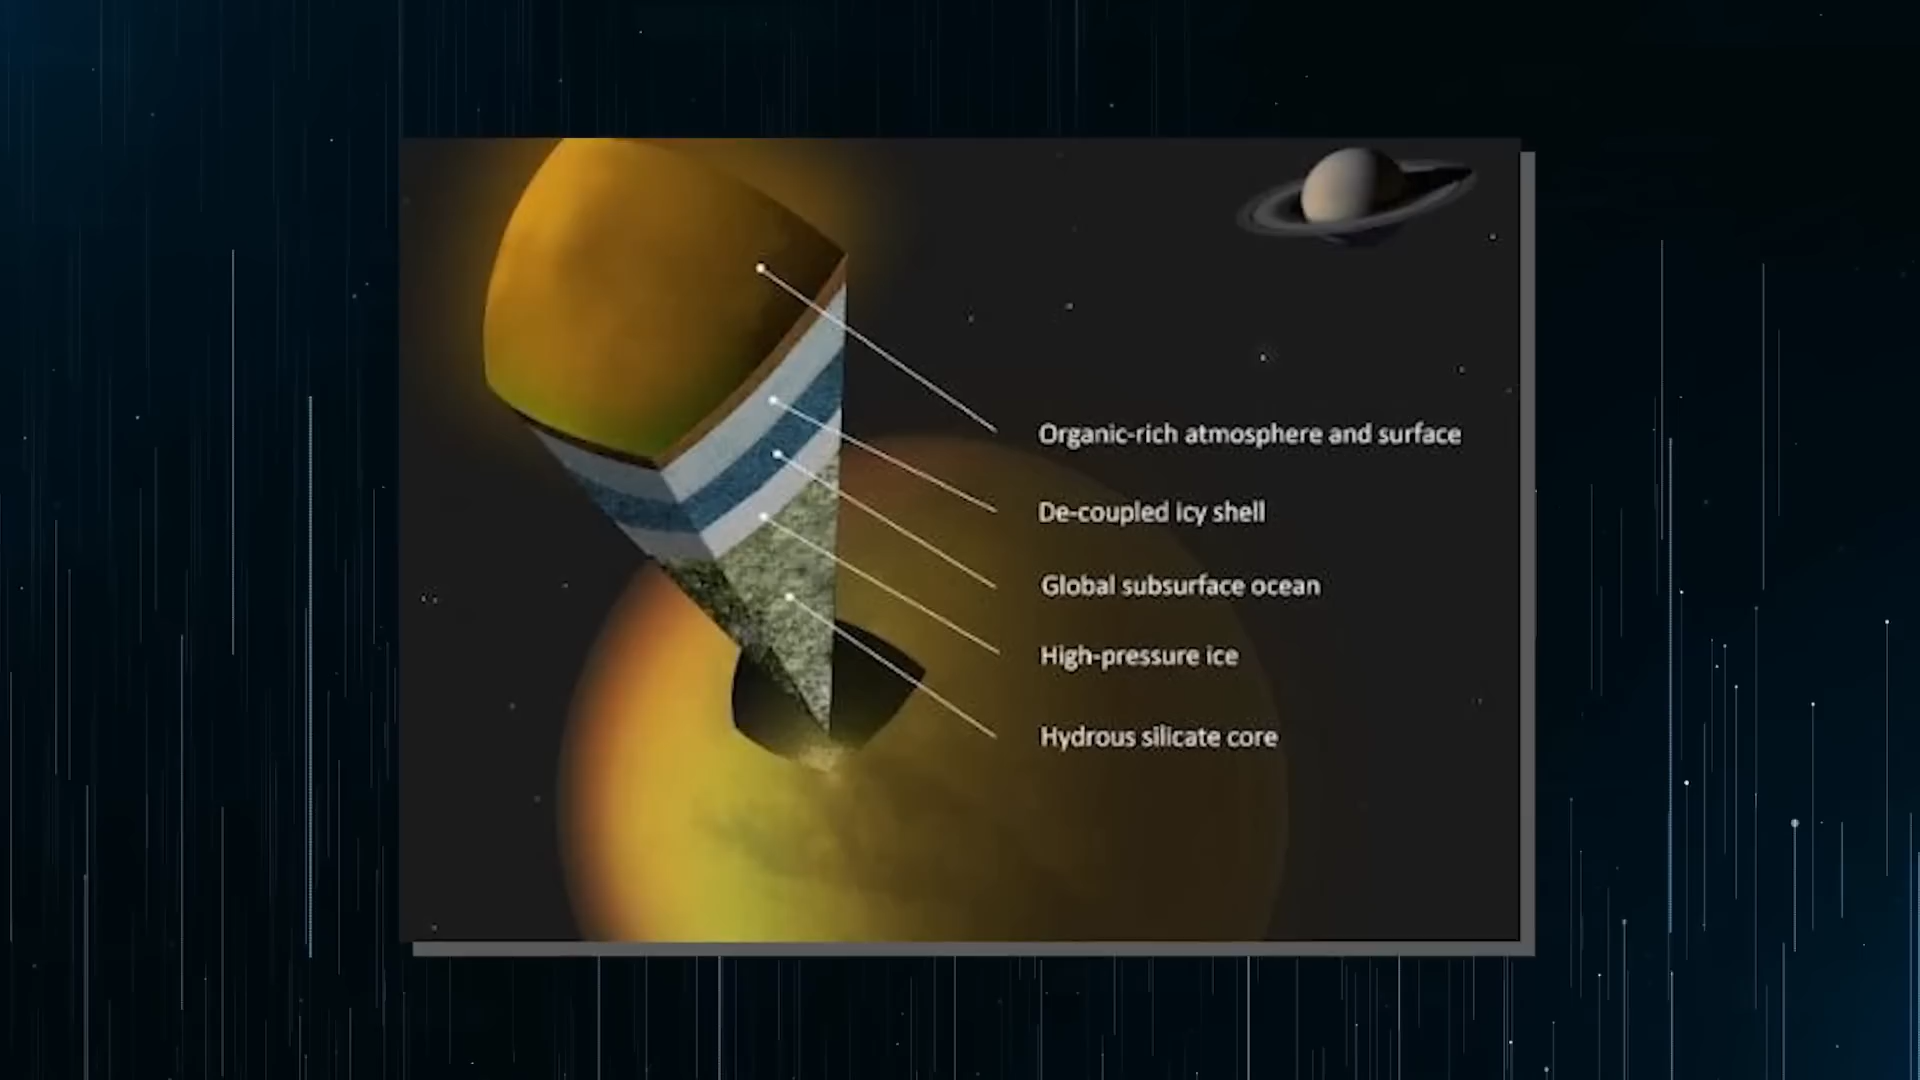 Organic-rich atmosphere and surface
De-coupled icy shell
Global subsurface ocean
High-pressure ice
Hydrous silicate core